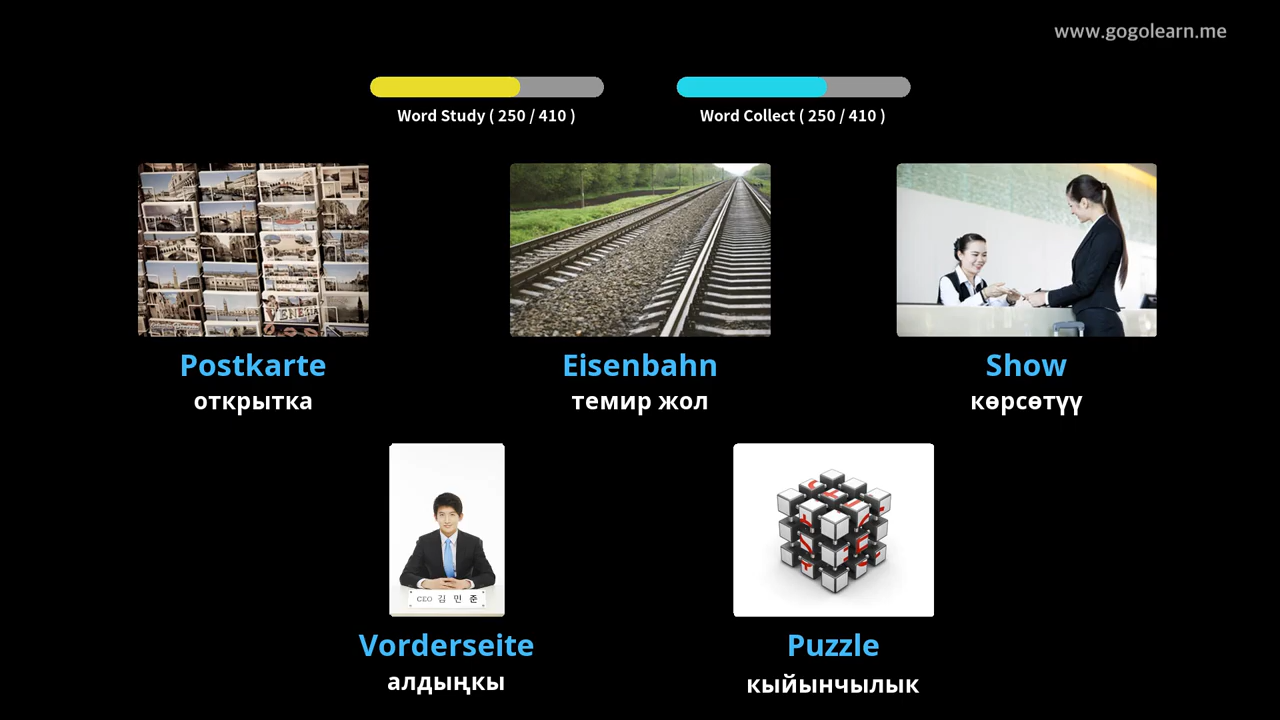 www.gogolearn.me
Word Study ( 250 / 410 )
Word Collect ( 250 / 410 )
Postkarte
открытка
Eisenbahn
темир жол
Show
көрсөтүү
CEO 김 민 준
Vorderseite
алдыңкы
Puzzle
кыйынчылык